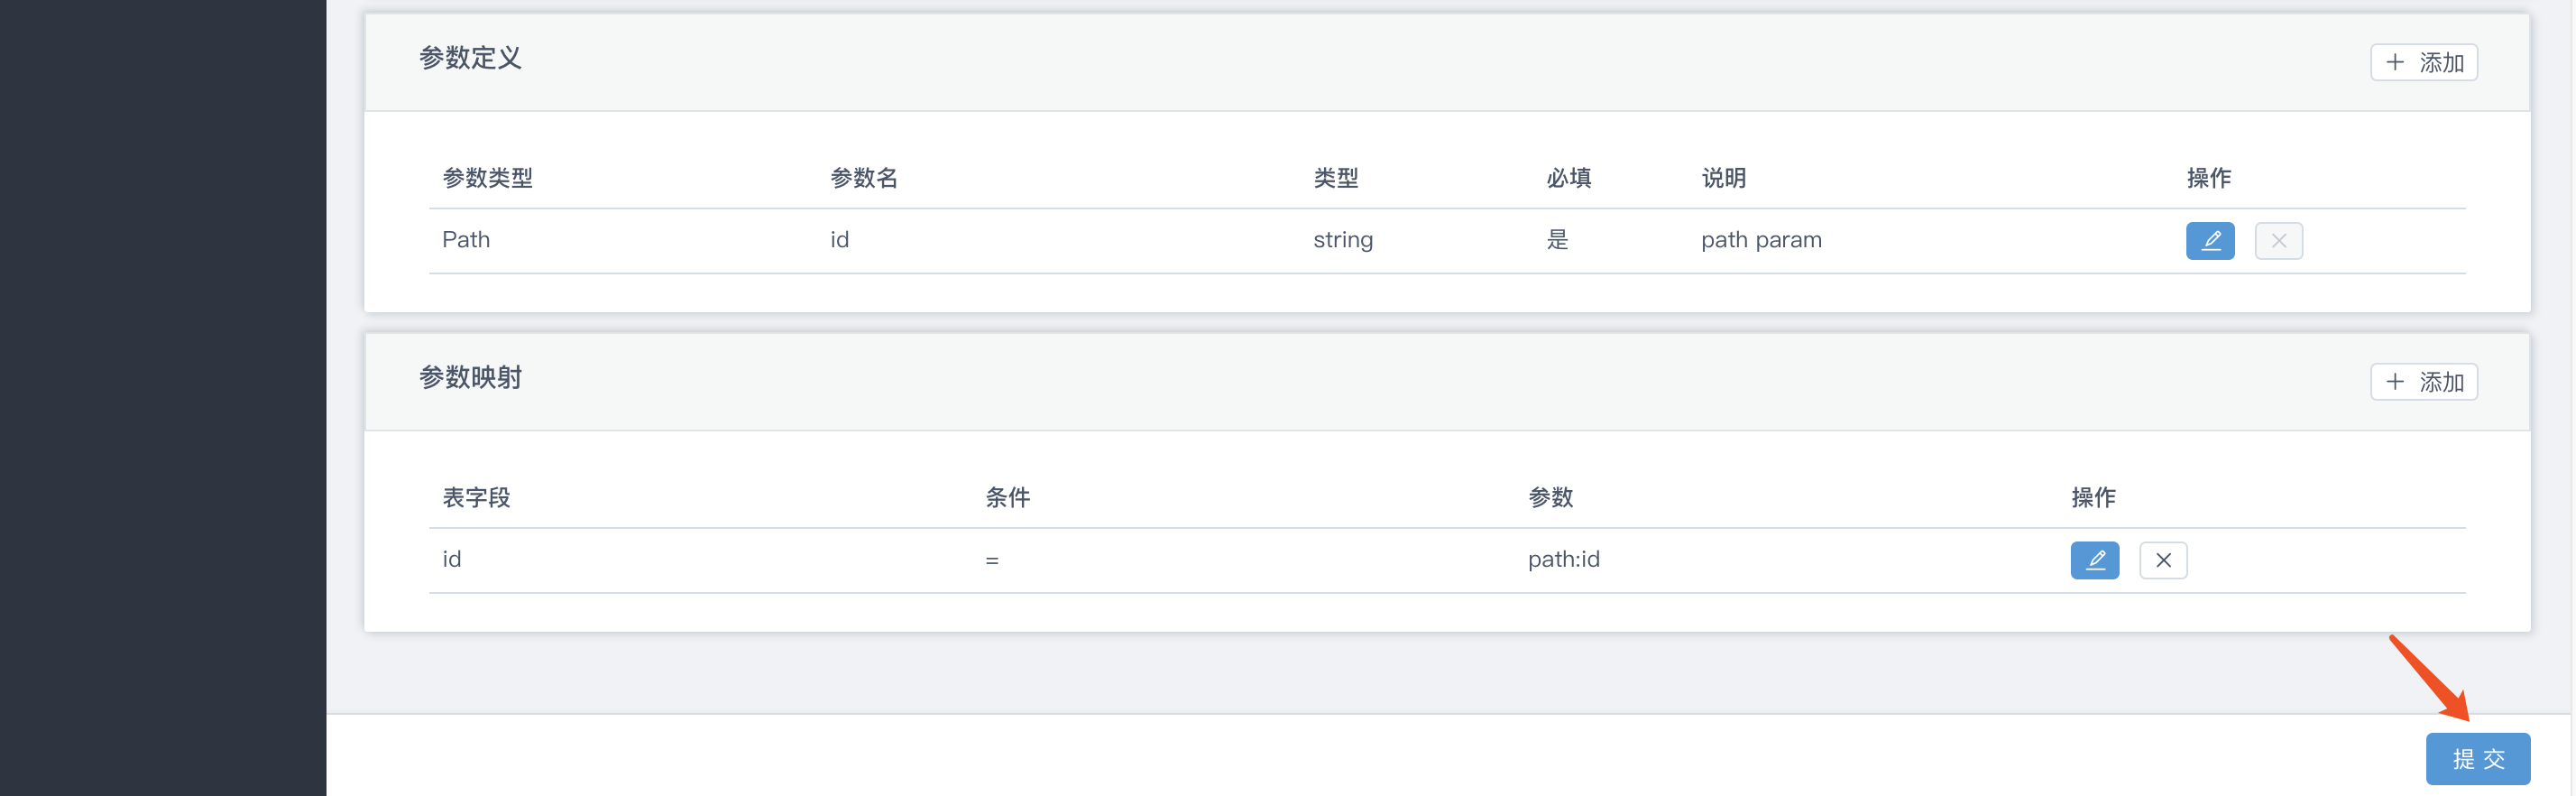 参数定义
添加
参数类型 参数名 类型 必填 说明 操作
Path id string 是 path param
参数映射
添加
表字段 条件 参数 操作
id = path:id
提交